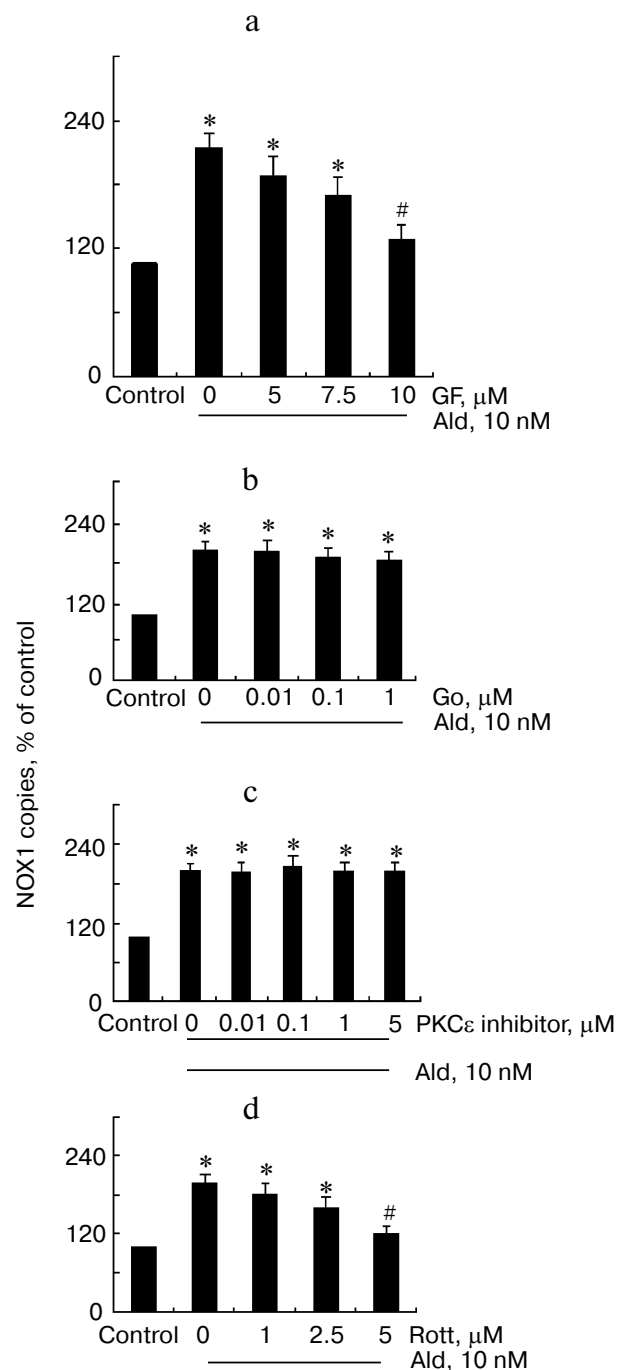 a
240
* * * #
120
0
Control 0 5 7.5 10 GF, μM
Ald, 10 nM
b
240
* * * *
120
0
Control 0 0.01 0.1 1 Go, μM
Ald, 10 nM
NOX1 copies, % of control
c
240
* * * * *
120
0
Control 0 0.01 0.1 1 5 PKCε inhibitor, μM
Ald, 10 nM
d
240
* * * #
120
0
Control 0 1 2.5 5 Rott, μM
Ald, 10 nM